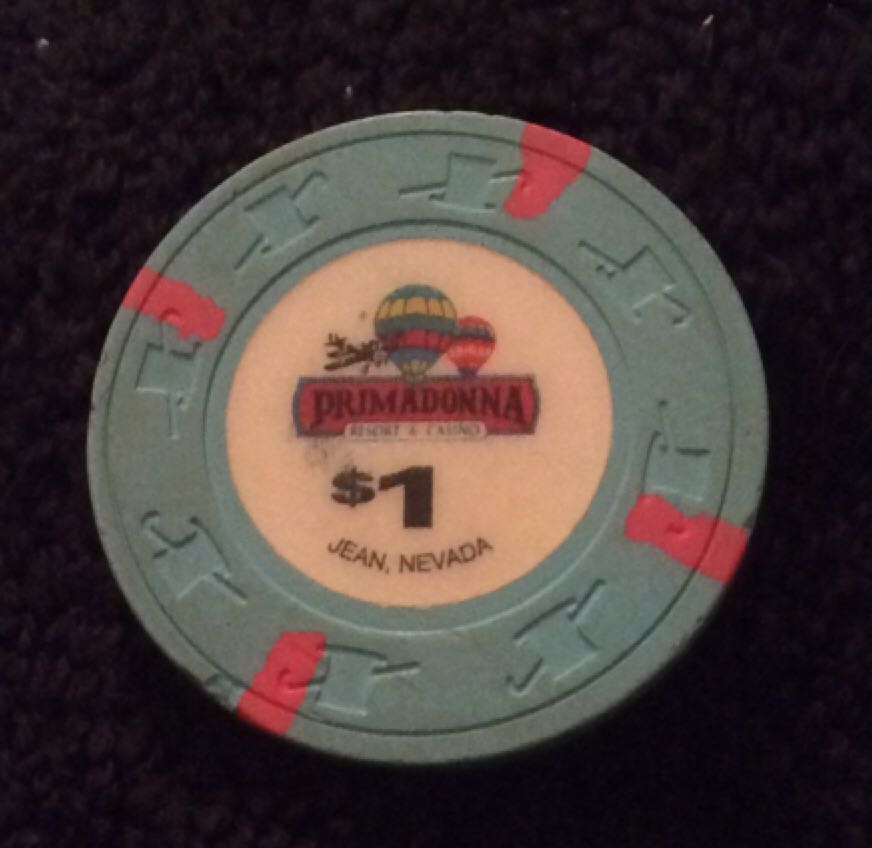 PRIMADONNA
RESORT & CASINO
$1
JEAN, NEVADA